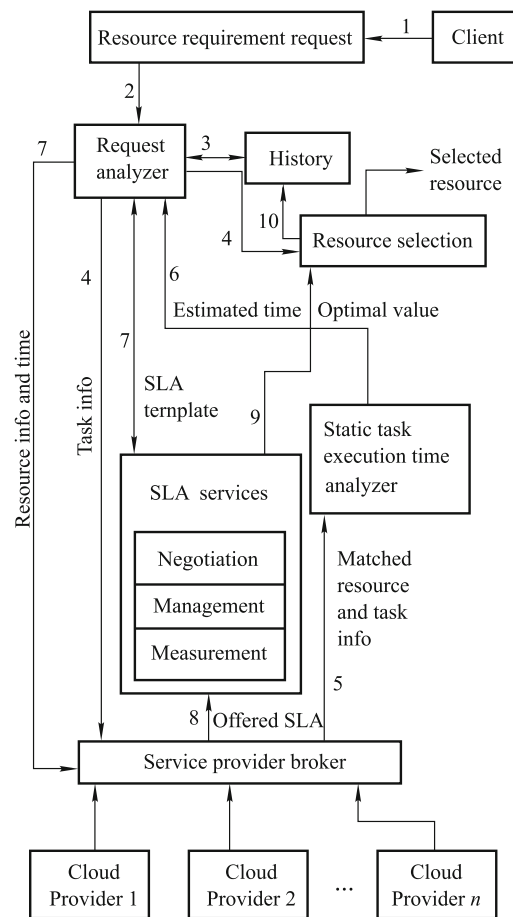 Resource requirement request
1
Client
2
7
Request
analyzer
3
History
Selected
resource
10
4
Resource selection
4
6
Estimated time
Optimal value
7
Resource info and time
Task info
SLA
ternplate
9
Static task
execution time
analyzer
SLA services
Negotiation
Management
Measurement
Matched
resource
and task
info
5
8
Offered SLA
Service provider broker
Cloud
Provider 1
Cloud
Provider 2
...
Cloud
Provider n